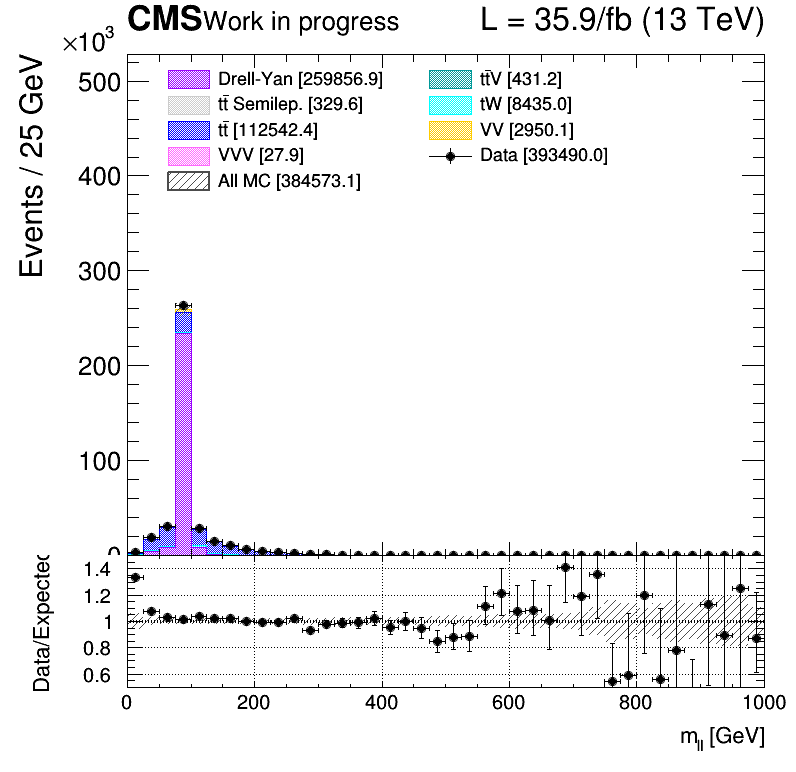 CMS Work in progress L = 35.9/fb (13 TeV)
×10³
Events / 25 GeV
500
400
300
200
100
0
Drell-Yan [259856.9]
tt̄ Semilep. [329.6]
tt̄ [112542.4]
VVV [27.9]
All MC [384573.1]
tt̄V [431.2]
tW [8435.0]
VV [2950.1]
Data [393490.0]
Data/Expected
1.4
1.2
1
0.8
0.6
0 200 400 600 800 1000
m_ll [GeV]